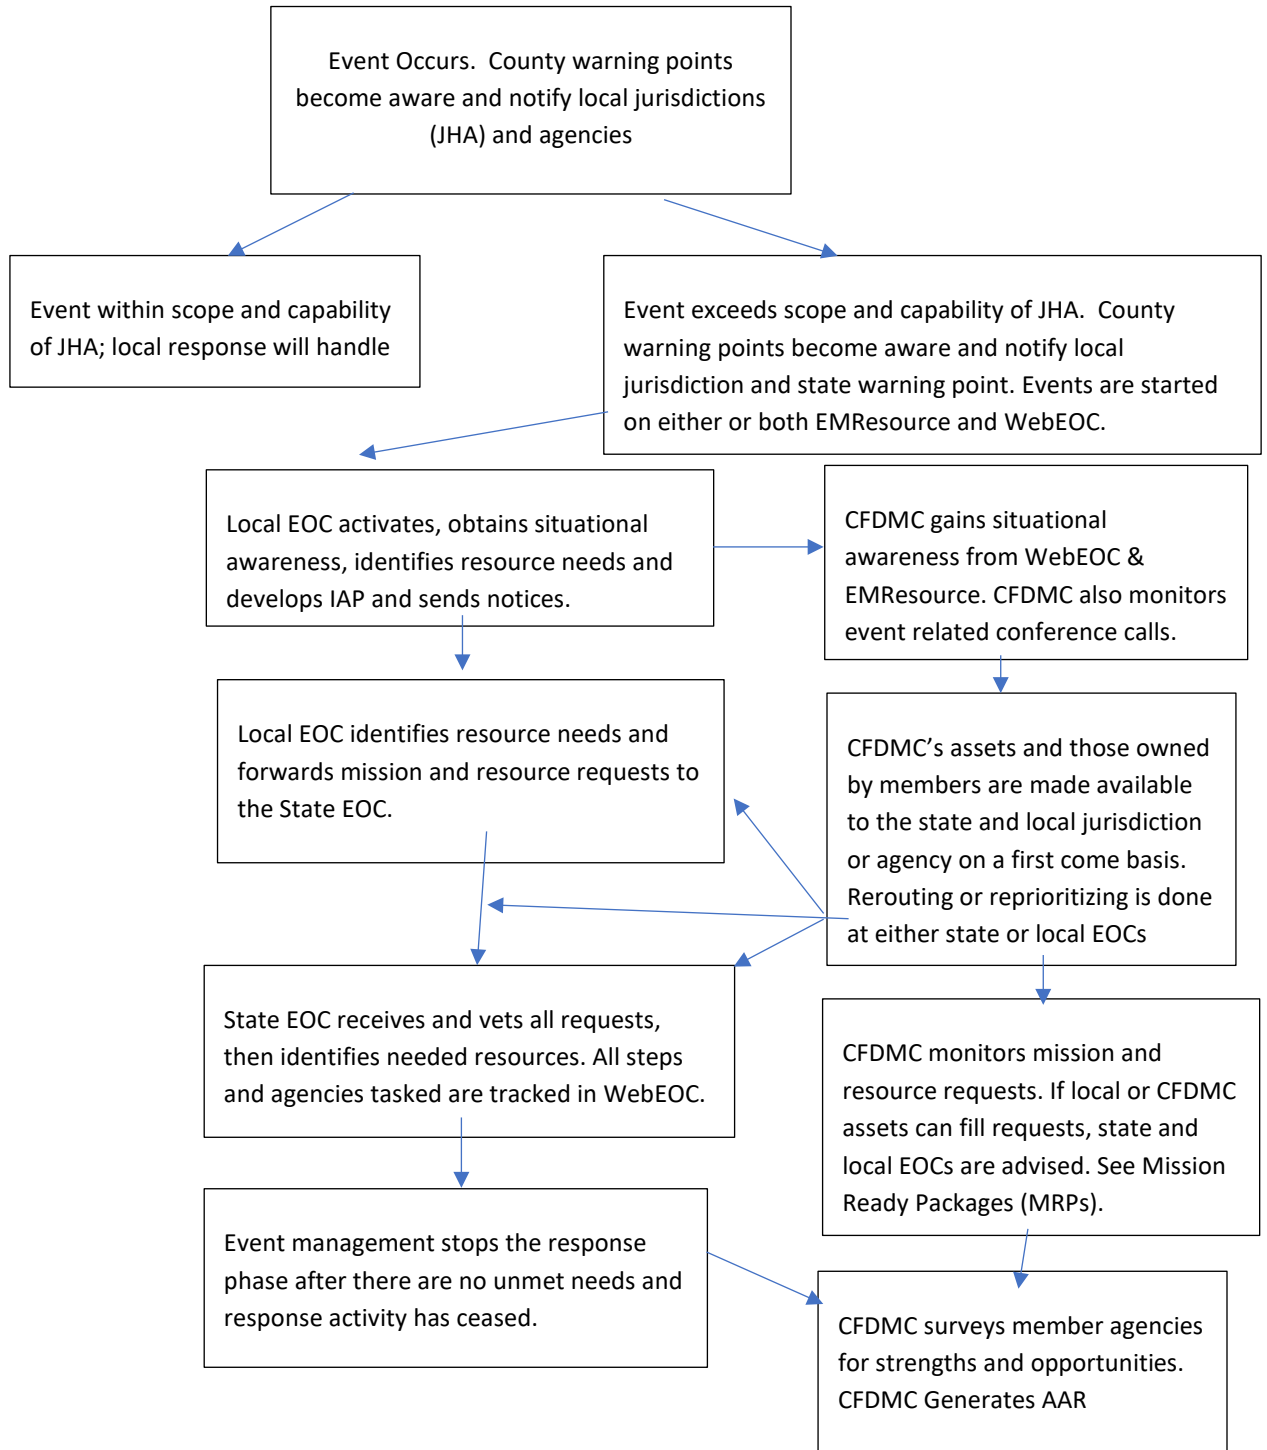 Event Occurs.  County warning points
become aware and notify local jurisdictions
(JHA) and agencies
Event within scope and capability
of JHA; local response will handle
Event exceeds scope and capability of JHA.  County
warning points become aware and notify local
jurisdiction and state warning point. Events are started
on either or both EMResource and WebEOC.
Local EOC activates, obtains situational
awareness, identifies resource needs and
develops IAP and sends notices.
CFDMC gains situational
awareness from WebEOC &
EMResource. CFDMC also monitors
event related conference calls.
Local EOC identifies resource needs and
forwards mission and resource requests to
the State EOC.
CFDMC’s assets and those owned
by members are made available
to the state and local jurisdiction
or agency on a first come basis.
Rerouting or reprioritizing is done
at either state or local EOCs
State EOC receives and vets all requests,
then identifies needed resources. All steps
and agencies tasked are tracked in WebEOC.
CFDMC monitors mission and
resource requests. If local or CFDMC
assets can fill requests, state and
local EOCs are advised. See Mission
Ready Packages (MRPs).
Event management stops the response
phase after there are no unmet needs and
response activity has ceased.
CFDMC surveys member agencies
for strengths and opportunities.
CFDMC Generates AAR